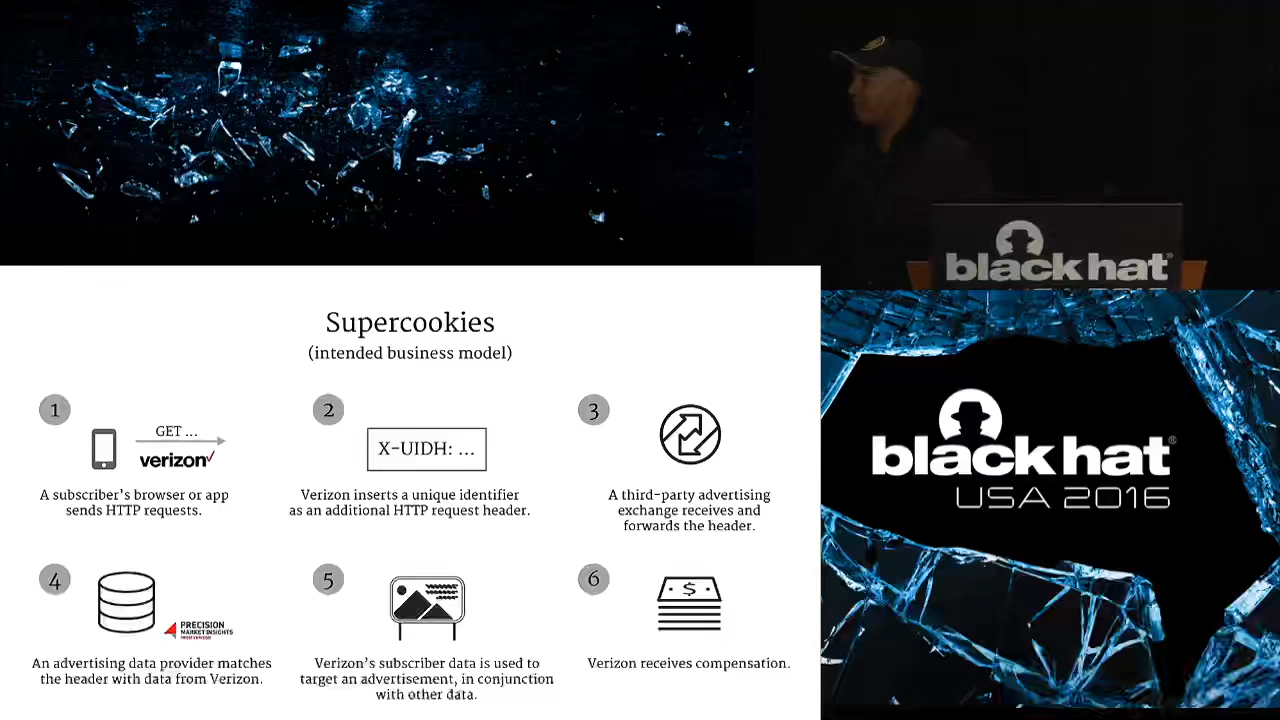 black hat
Supercookies
(intended business model)
1
GET ...
verizon
A subscriber's browser or app
sends HTTP requests.
2
X-UIDH: ...
Verizon inserts a unique identifier
as an additional HTTP request header.
3
A third-party advertising
exchange receives and
forwards the header.
4
PRECISION
MARKET INSIGHTS
FROM VERIZON
An advertising data provider matches
the header with data from Verizon.
5
Verizon's subscriber data is used to
target an advertisement, in conjunction
with other data.
6
$
Verizon receives compensation.
black hat®
USA 2016